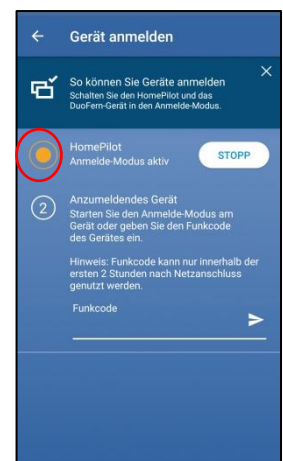 Gerät anmelden
So können Sie Geräte anmelden
Schalten Sie den HomePilot und das
DuoFern-Gerät in den Anmelde-Modus.
HomePilot
Anmelde-Modus aktiv
STOPP
2
Anzumeldendes Gerät
Starten Sie den Anmelde-Modus am
Gerät oder geben Sie den Funkcode
des Gerätes ein.
Hinweis: Funkcode kann nur innerhalb der
ersten 2 Stunden nach Netzanschluss
genutzt werden.
Funkcode